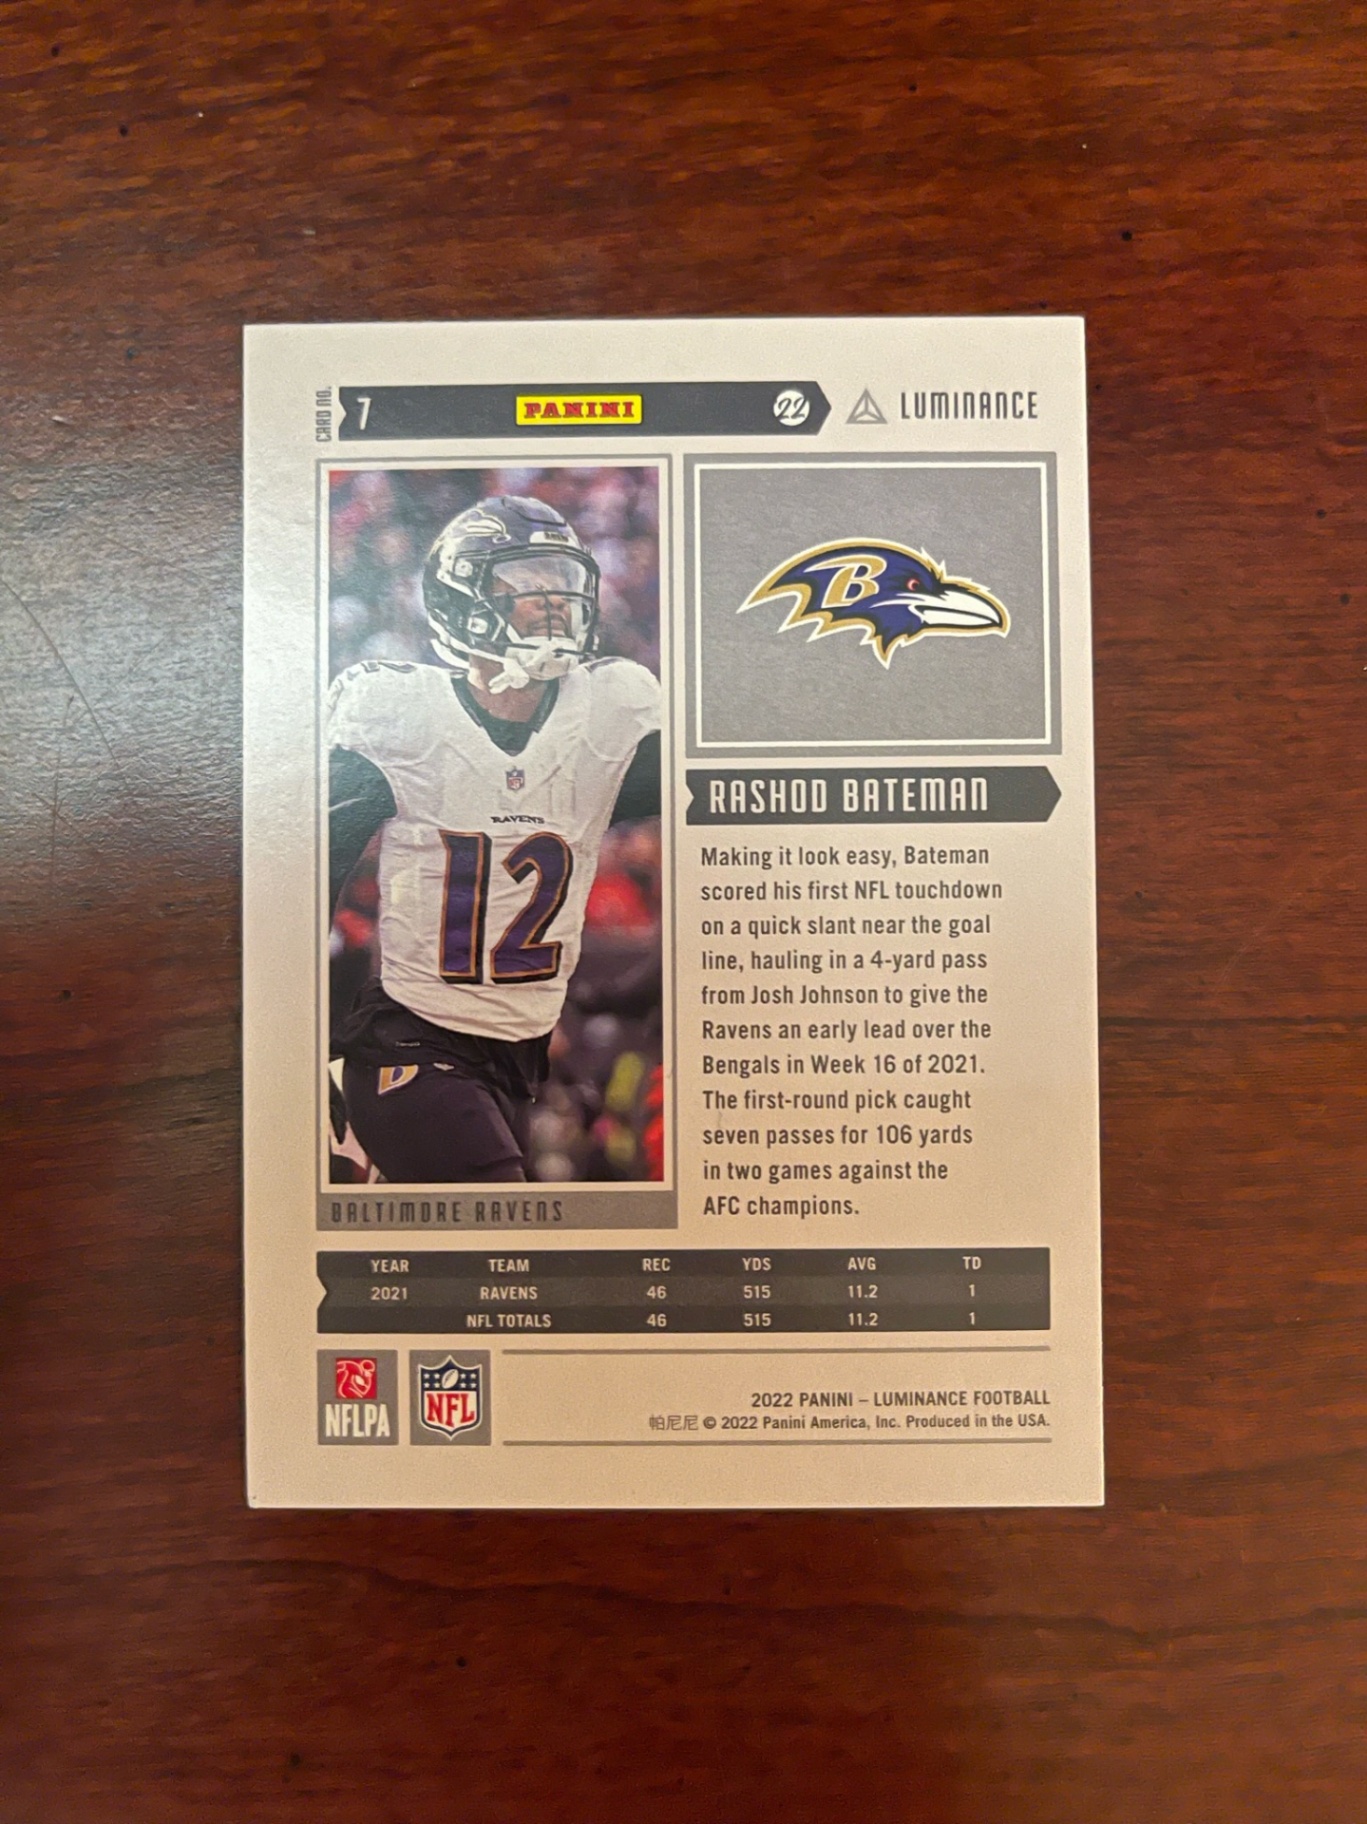 CARD NO. 7 PANINI 22 LUMINANCE
B
RAVENS
12
RASHOD BATEMAN
Making it look easy, Bateman
scored his first NFL touchdown
on a quick slant near the goal
line, hauling in a 4-yard pass
from Josh Johnson to give the
Ravens an early lead over the
Bengals in Week 16 of 2021.
The first-round pick caught
seven passes for 106 yards
in two games against the
AFC champions.
BALTIMORE RAVENS
YEAR TEAM REC YDS AVG TD
2021 RAVENS 46 515 11.2 1
NFL TOTALS 46 515 11.2 1
NFLPA NFL
2022 PANINI – LUMINANCE FOOTBALL
帕尼尼 © 2022 Panini America, Inc. Produced in the USA.